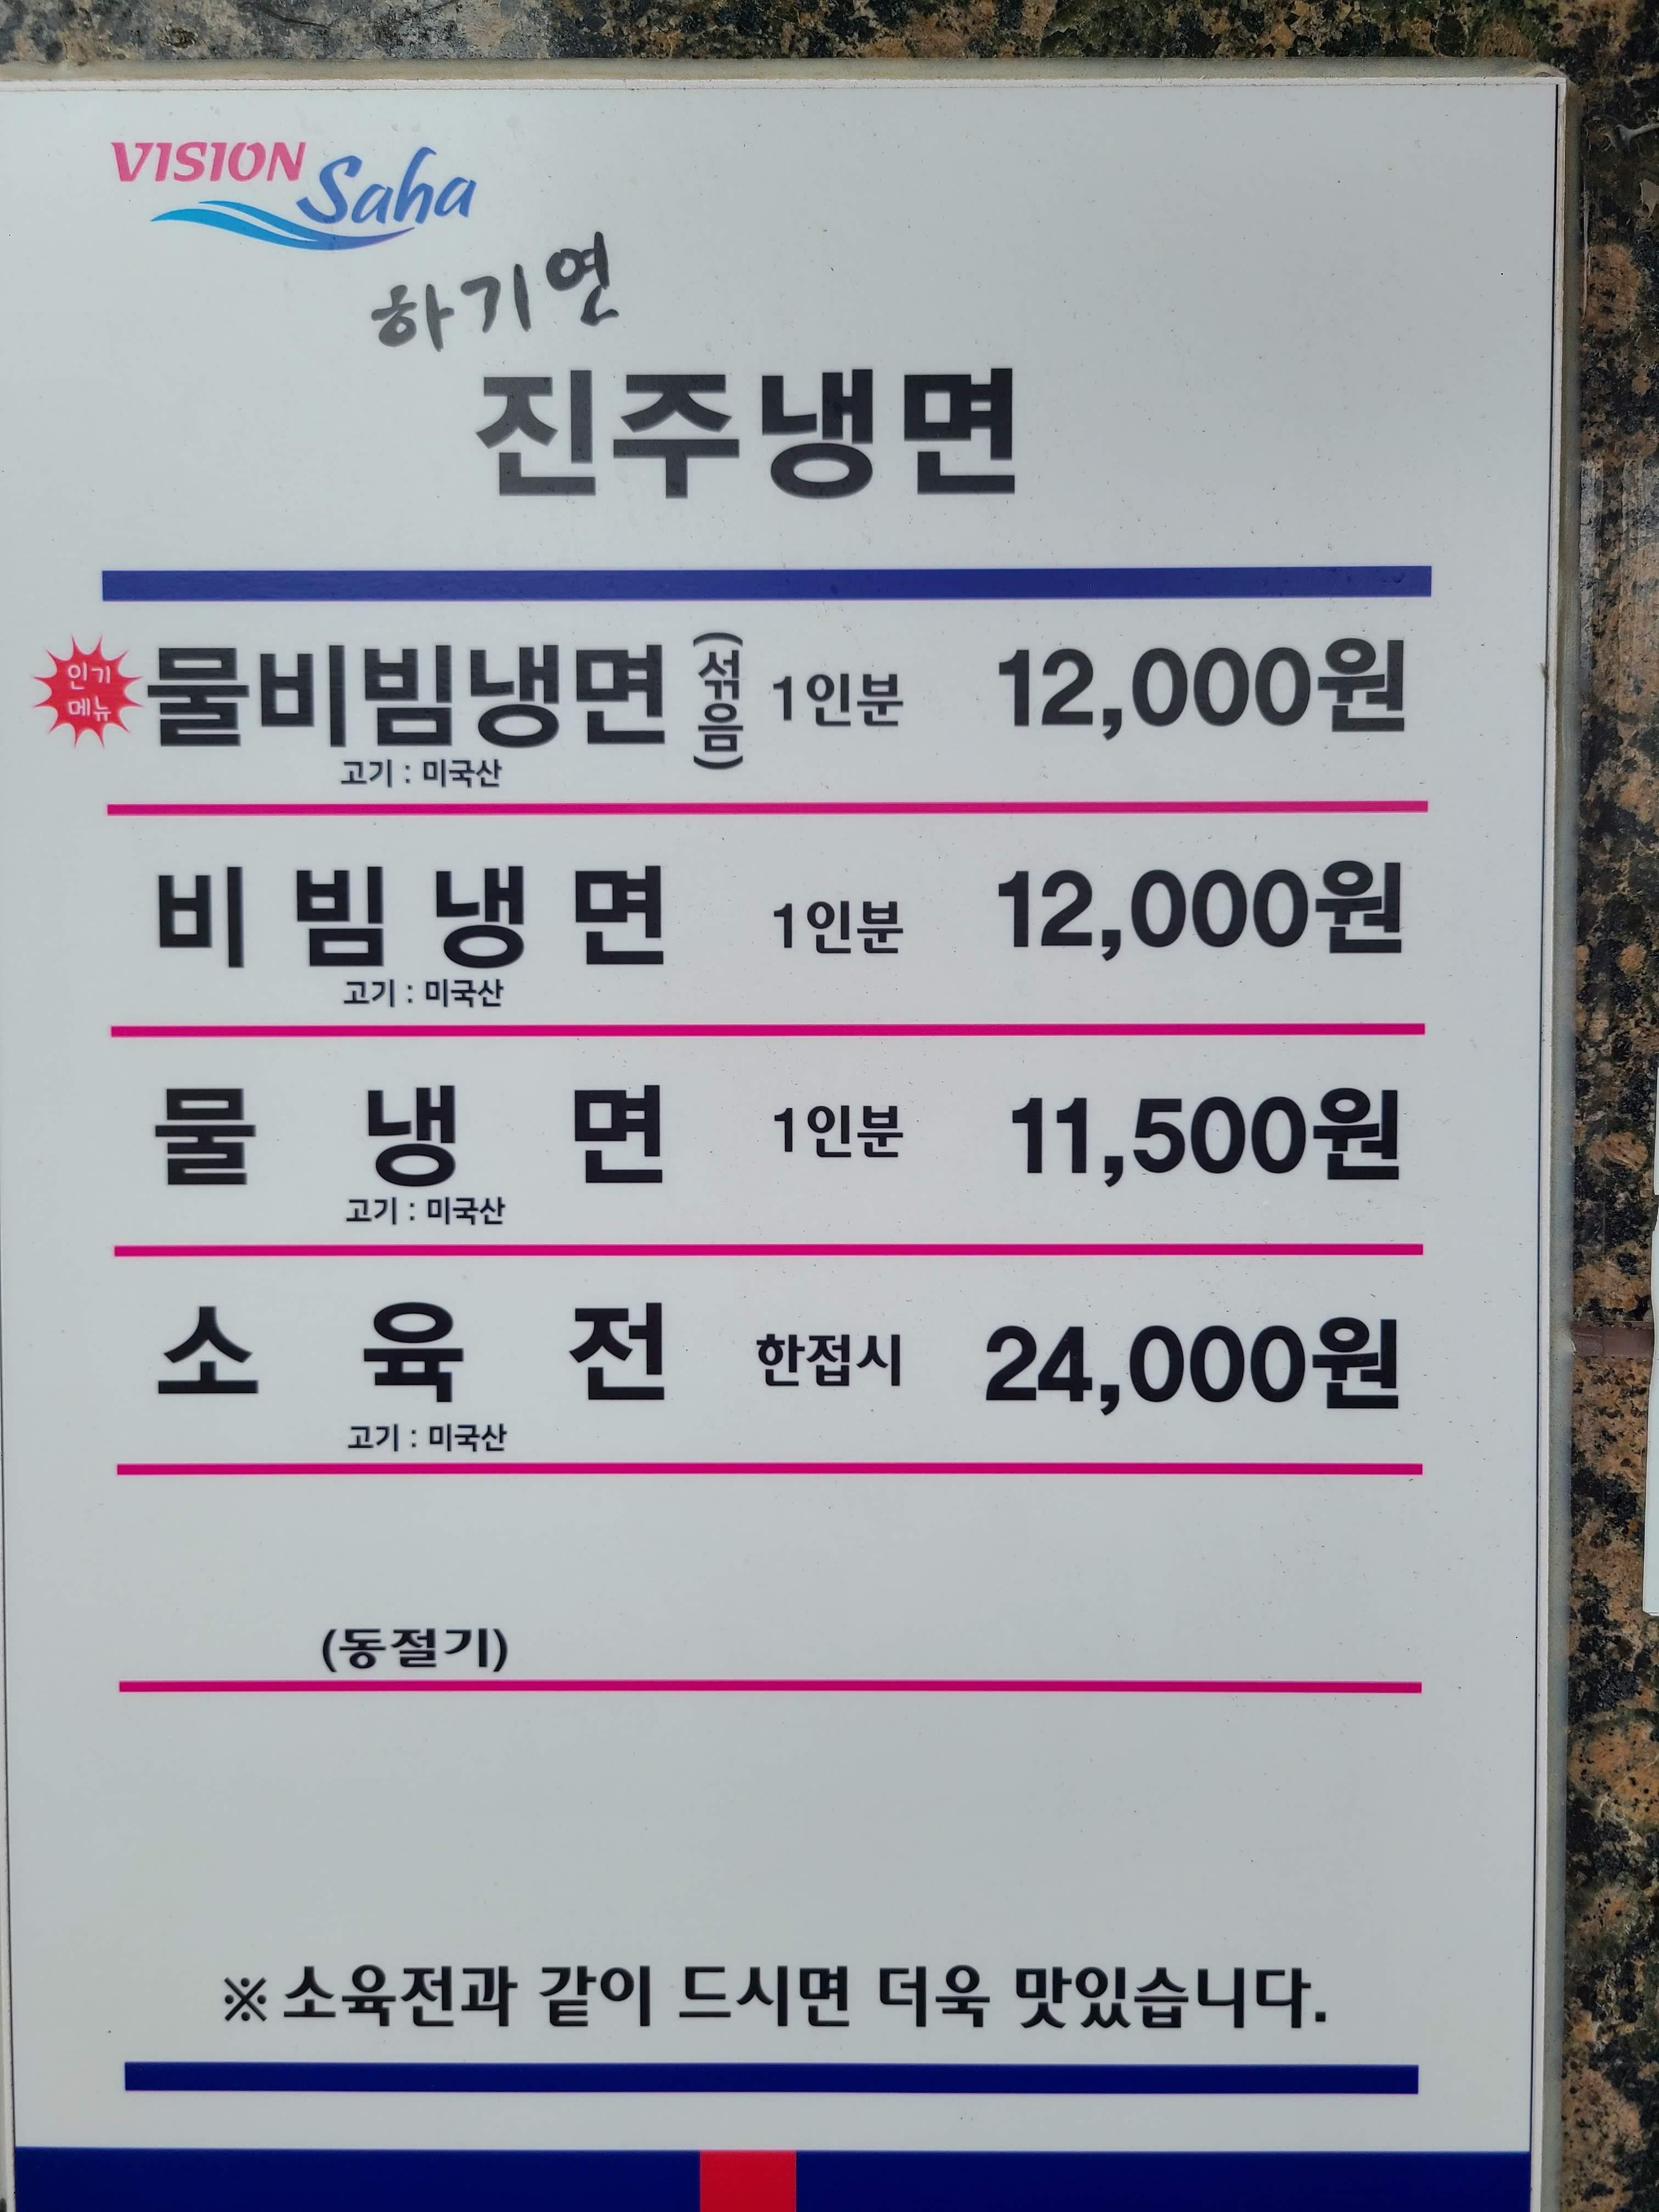 VISION Saha
하기연
진주냉면
인기
메뉴
물비빔냉면 (섞음) 1인분 12,000원
고기 : 미국산
비빔냉면 1인분 12,000원
고기 : 미국산
물냉면 1인분 11,500원
고기 : 미국산
소육전 한접시 24,000원
고기 : 미국산
(동절기)
※ 소육전과 같이 드시면 더욱 맛있습니다.